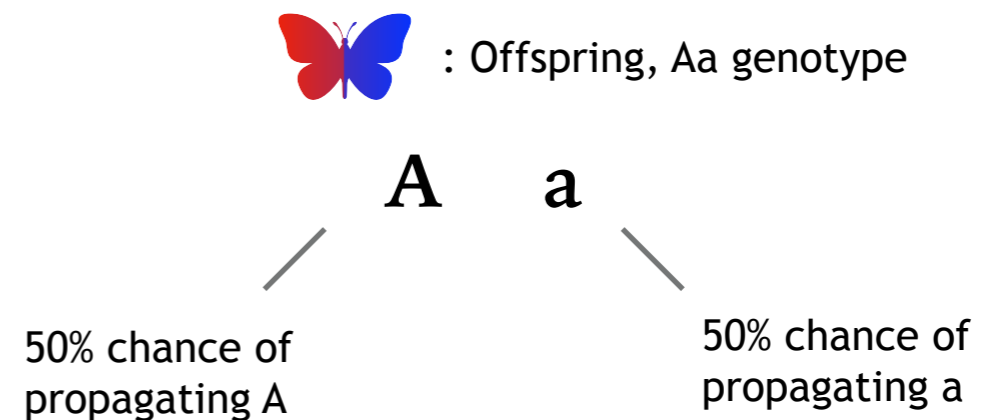 : Offspring, Aa genotype
A a
50% chance of
propagating A
50% chance of
propagating a